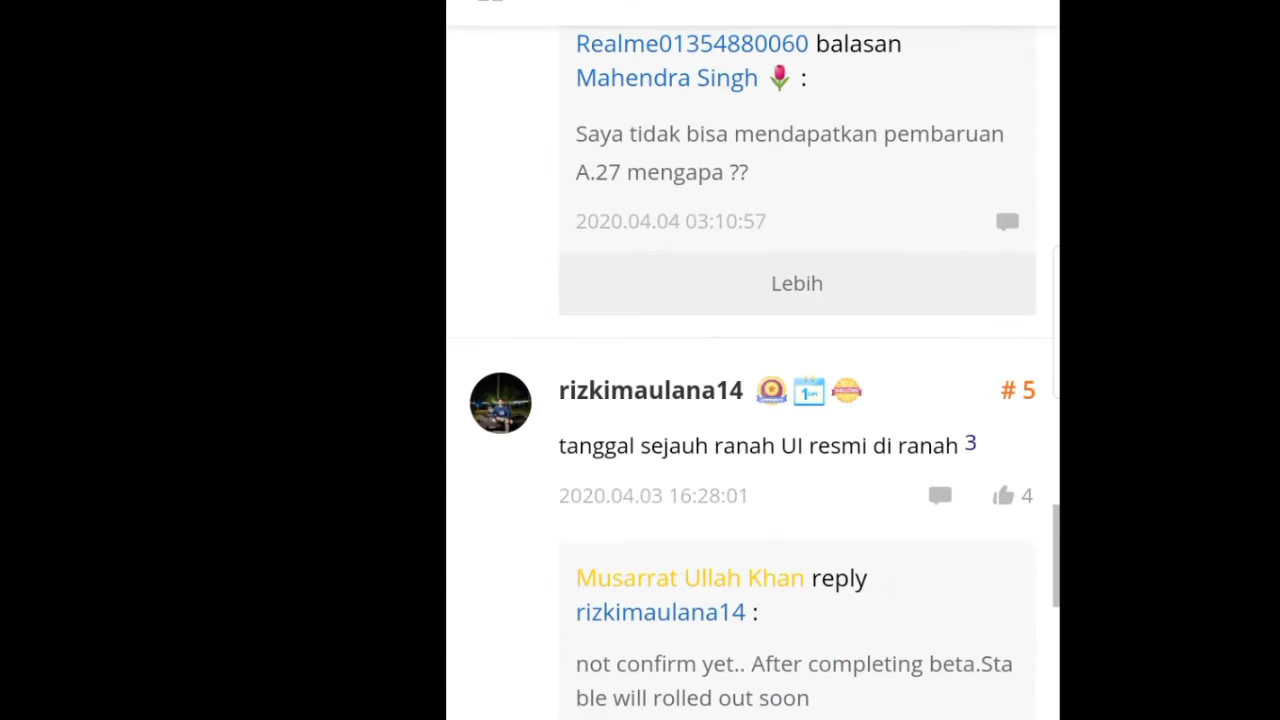 Realme01354880060 balasan
Mahendra Singh 🌷 :
Saya tidak bisa mendapatkan pembaruan
A.27 mengapa ??
2020.04.04 03:10:57
Lebih
rizkimaulana14 # 5
tanggal sejauh ranah UI resmi di ranah 3
2020.04.03 16:28:01 4
Musarrat Ullah Khan reply
rizkimaulana14 :
not confirm yet.. After completing beta.Sta
ble will rolled out soon